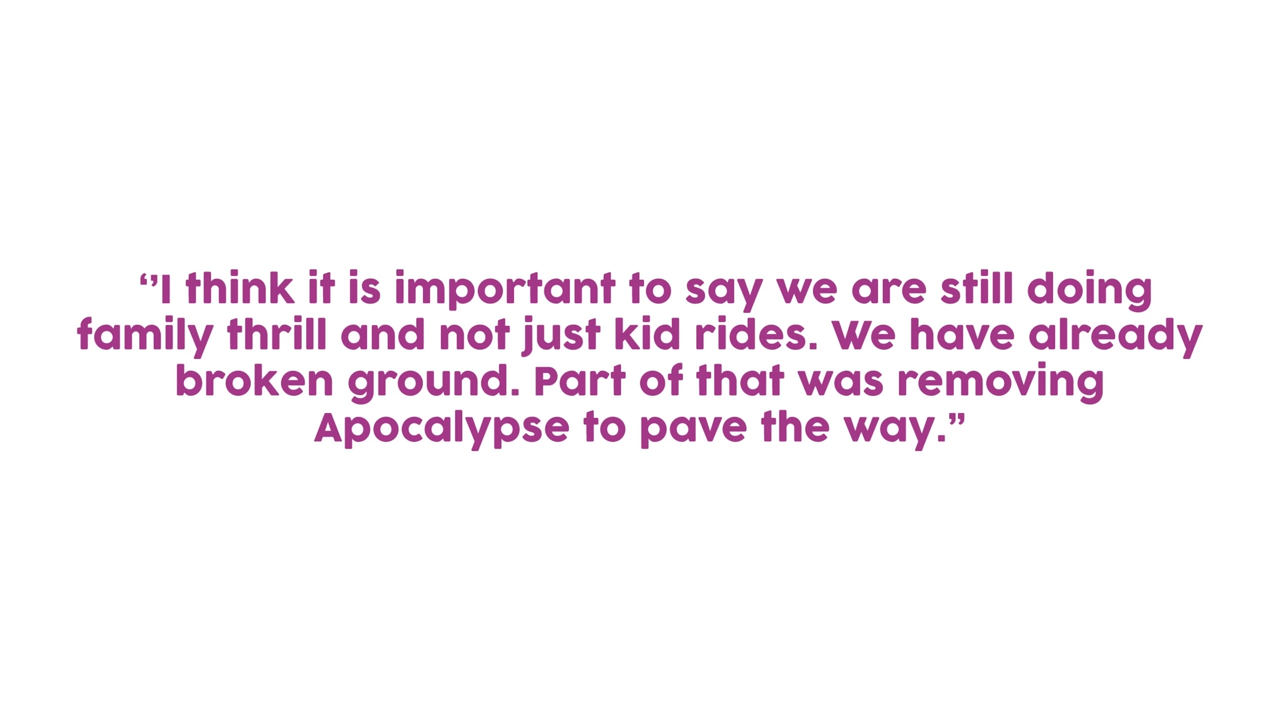 ‘’I think it is important to say we are still doing
family thrill and not just kid rides. We have already
broken ground. Part of that was removing
Apocalypse to pave the way.”